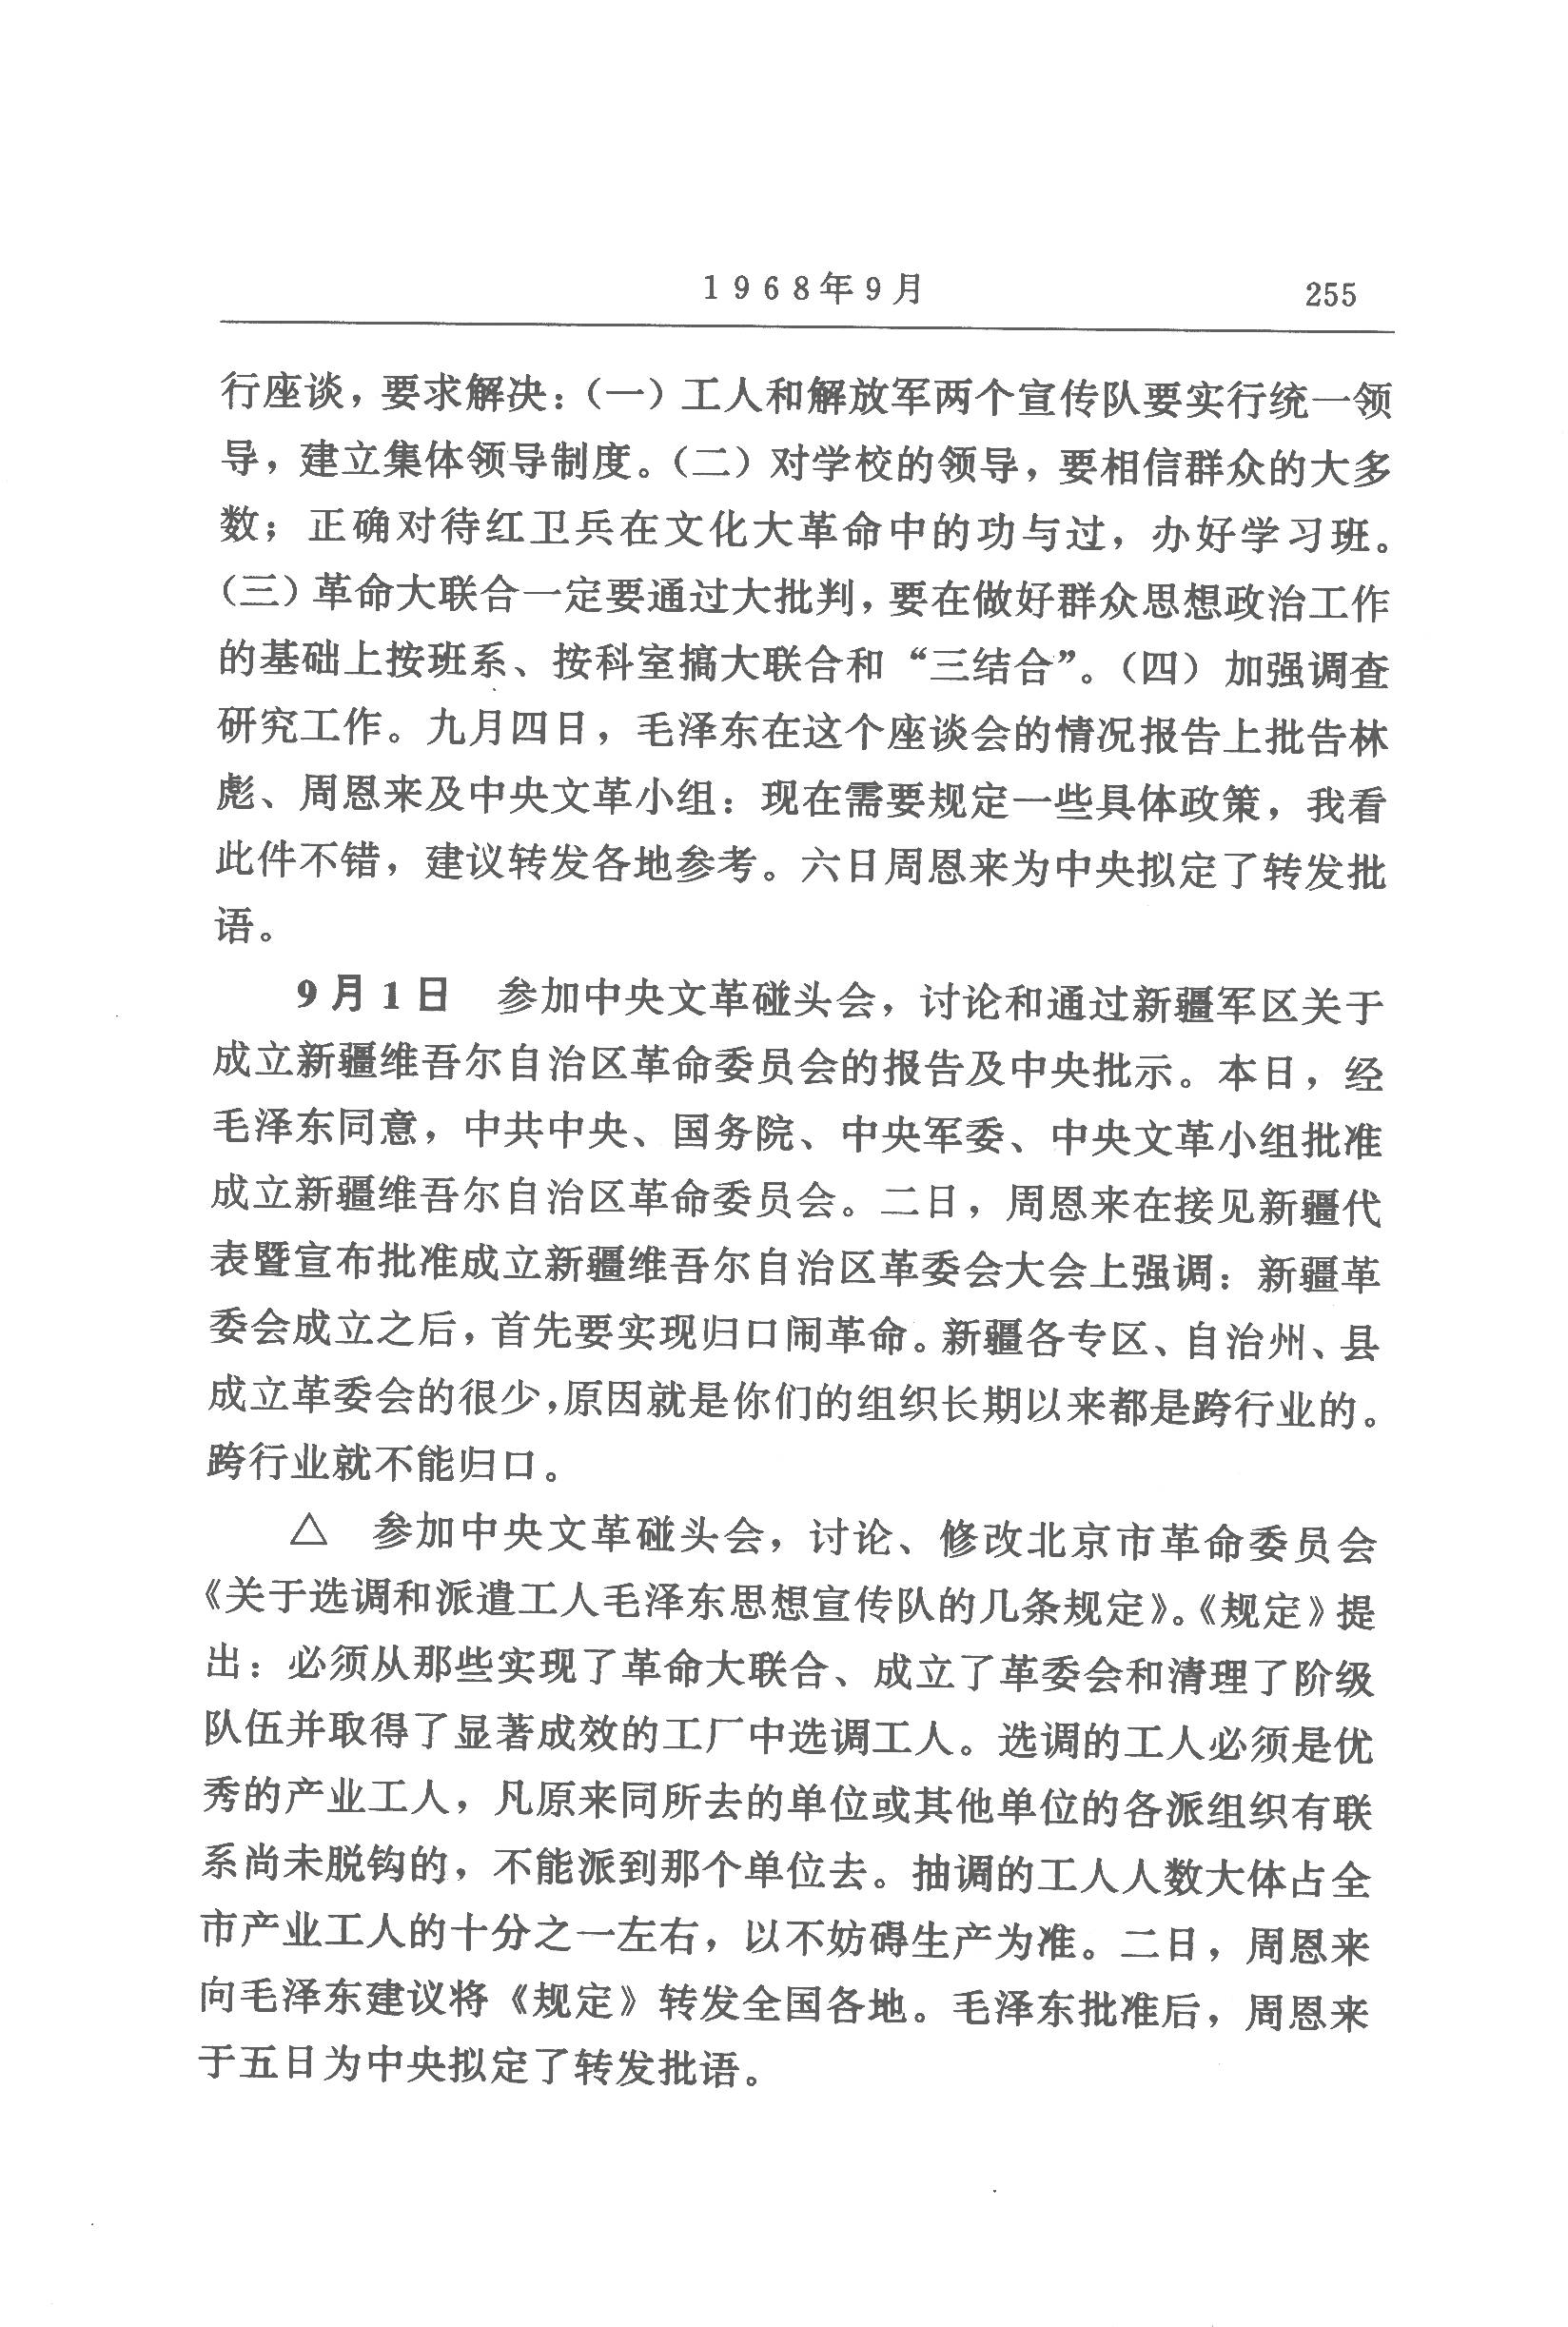 1968年9月 255
行座谈，要求解决：（一）工人和解放军两个宣传队要实行统一领
导，建立集体领导制度。（二）对学校的领导，要相信群众的大多
数；正确对待红卫兵在文化大革命中的功与过，办好学习班。
（三）革命大联合一定要通过大批判，要在做好群众思想政治工作
的基础上按班系、按科室搞大联合和“三结合”。（四）加强调查
研究工作。九月四日，毛泽东在这个座谈会的情况报告上批告林
彪、周恩来及中央文革小组：现在需要规定一些具体政策，我看
此件不错，建议转发各地参考。六日周恩来为中央拟定了转发批
语。
9月1日 参加中央文革碰头会，讨论和通过新疆军区关于
成立新疆维吾尔自治区革命委员会的报告及中央批示。本日，经
毛泽东同意，中共中央、国务院、中央军委、中央文革小组批准
成立新疆维吾尔自治区革命委员会。二日，周恩来在接见新疆代
表暨宣布批准成立新疆维吾尔自治区革委会大会上强调：新疆革
委会成立之后，首先要实现归口闹革命。新疆各专区、自治州、县
成立革委会的很少，原因就是你们的组织长期以来都是跨行业的。
跨行业就不能归口。
△ 参加中央文革碰头会，讨论、修改北京市革命委员会
《关于选调和派遣工人毛泽东思想宣传队的几条规定》。《规定》提
出：必须从那些实现了革命大联合、成立了革委会和清理了阶级
队伍并取得了显著成效的工厂中选调工人。选调的工人必须是优
秀的产业工人，凡原来同所去的单位或其他单位的各派组织有联
系尚未脱钩的，不能派到那个单位去。抽调的工人人数大体占全
市产业工人的十分之一左右，以不妨碍生产为准。二日，周恩来
向毛泽东建议将《规定》转发全国各地。毛泽东批准后，周恩来
于五日为中央拟定了转发批语。